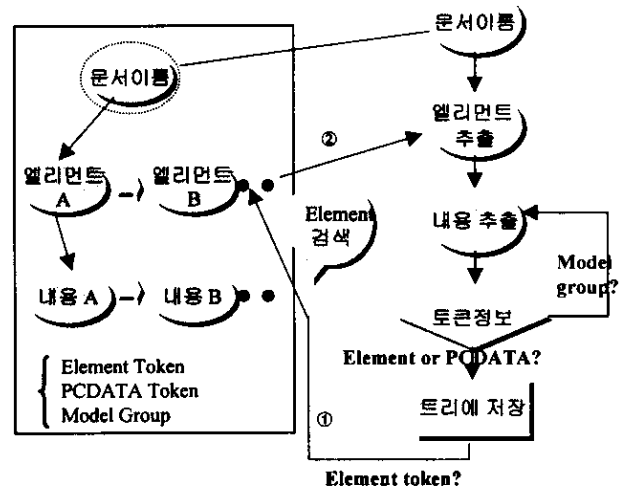 문서이름
문서이름
엘리먼트
추출
②
엘리먼트
A
엘리먼트
B
Element
검색
내용 추출
Model
group?
내용 A
내용 B
토큰정보
Element or PCDATA?
Element Token
PCDATA Token
Model Group
트리에 저장
①
Element token?